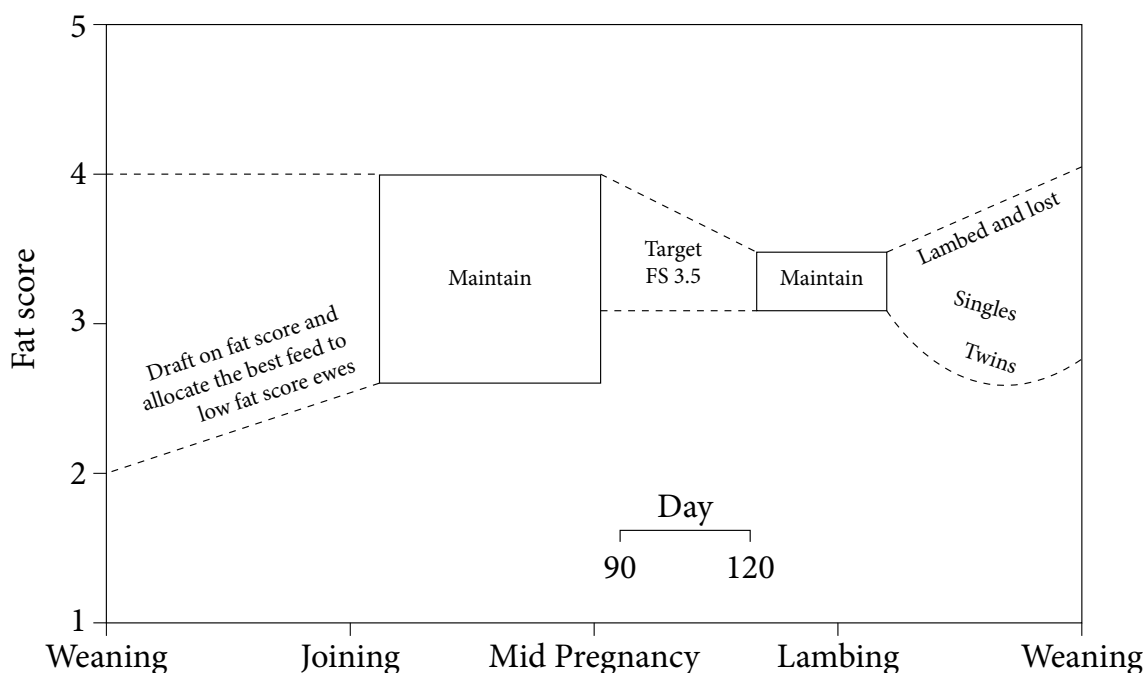 5
4
3
2
1
Fat score
Draft on fat score and
allocate the best feed to
low fat score ewes
Maintain
Target
FS 3.5
Maintain
Lambed and lost
Singles
Twins
Day
90 120
Weaning Joining Mid Pregnancy Lambing Weaning